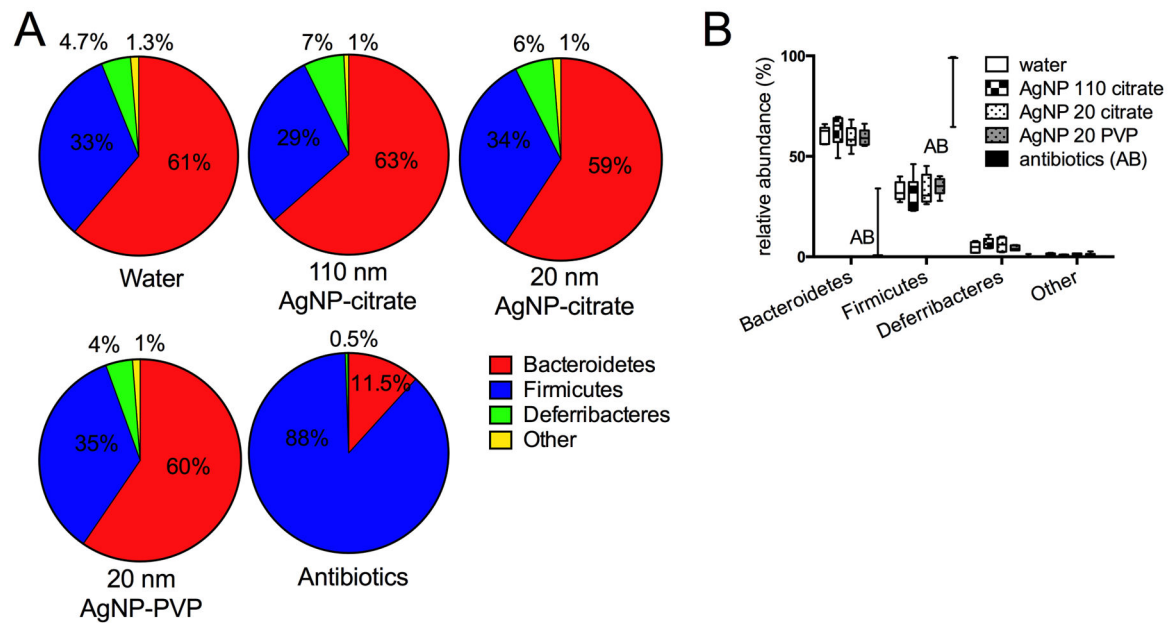 A
4.7%
1.3%
33%
61%
Water
7%
1%
29%
63%
110 nm
AgNP-citrate
6%
1%
34%
59%
20 nm
AgNP-citrate
4%
1%
35%
60%
20 nm
AgNP-PVP
0.5%
11.5%
88%
Antibiotics
Bacteroidetes
Firmicutes
Deferribacteres
Other
B
relative abundance (%)
100
50
0
AB
AB
water
AgNP 110 citrate
AgNP 20 citrate
AgNP 20 PVP
antibiotics (AB)
Bacteroidetes
Firmicutes
Deferribacteres
Other